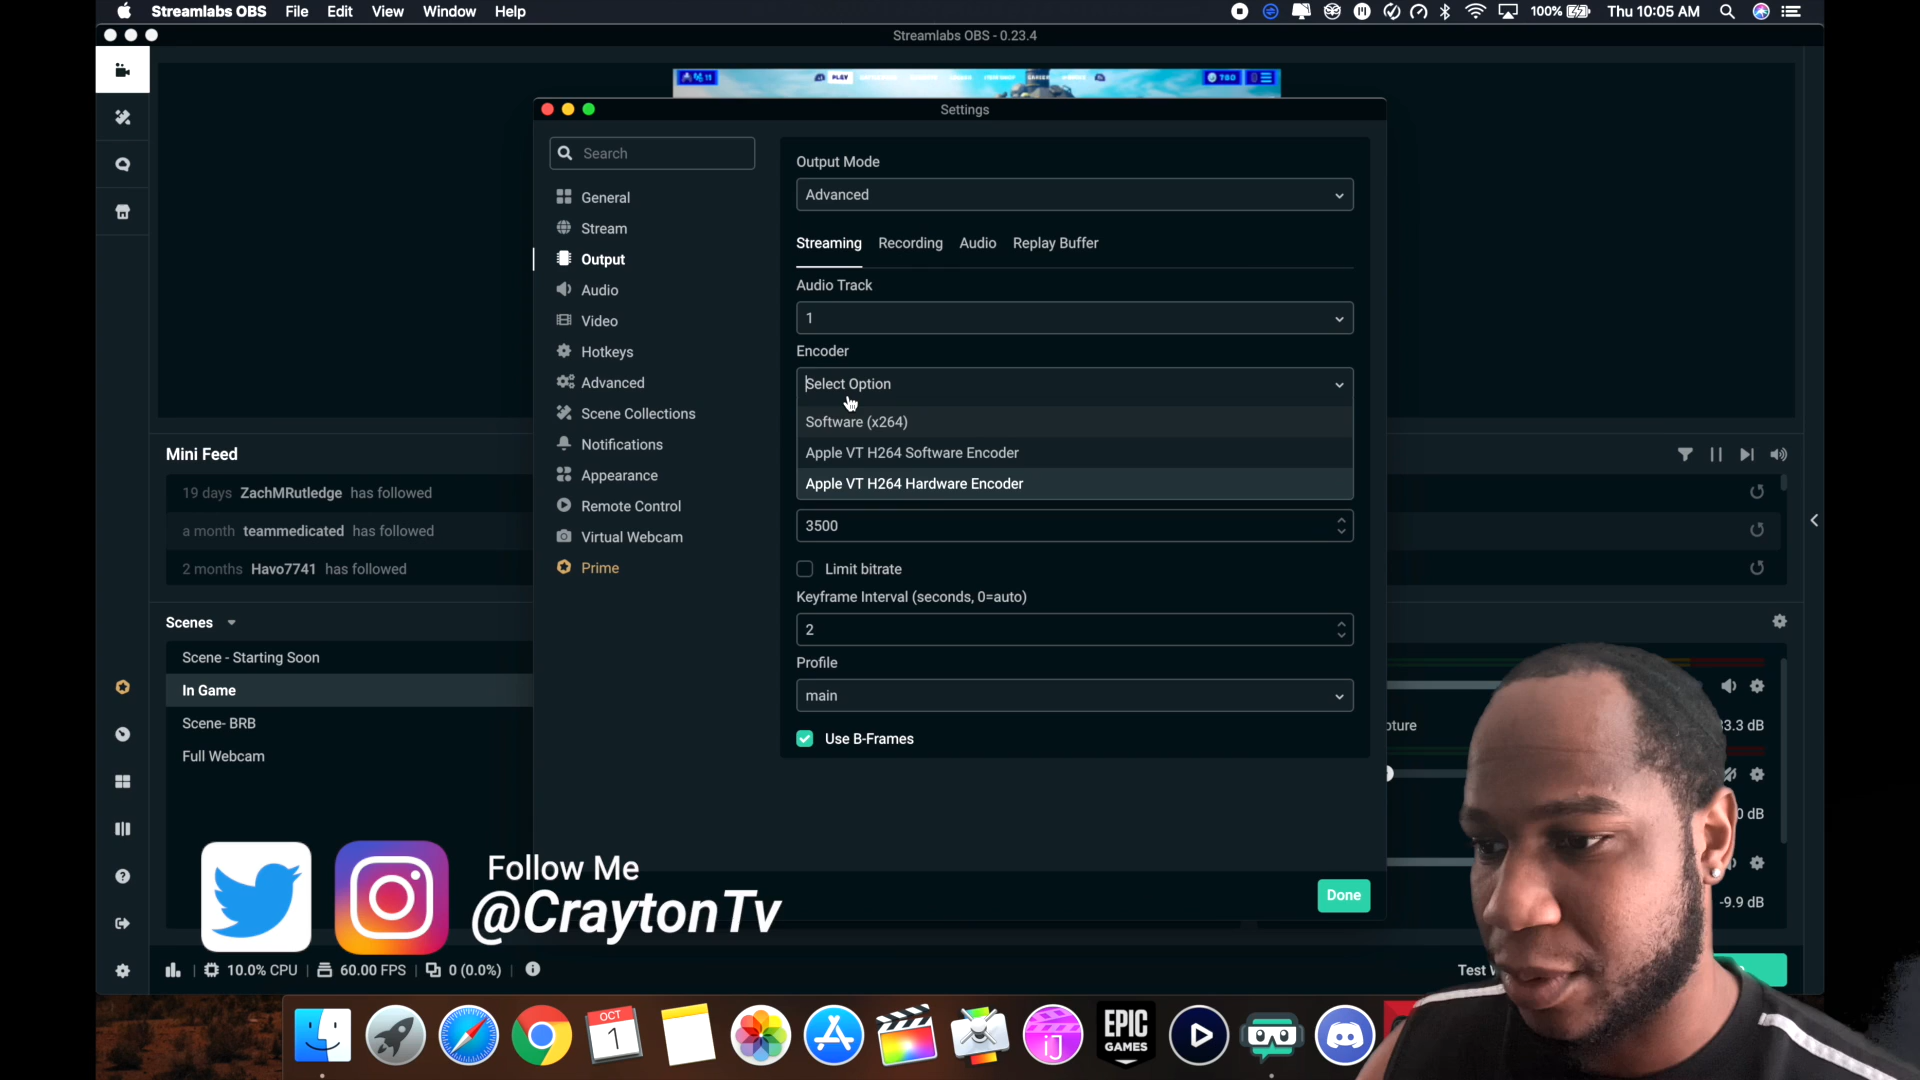 Streamlabs OBS File Edit View Window Help
100% Thu 10:05 AM
Streamlabs OBS - 0.23.4
PLAY
780
Settings
Search
General
Stream
Output
Audio
Video
Hotkeys
Advanced
Scene Collections
Notifications
Appearance
Remote Control
Virtual Webcam
Prime
Output Mode
Advanced
Streaming Recording Audio Replay Buffer
Audio Track
1
Encoder
Select Option
Software (x264)
Apple VT H264 Software Encoder
Apple VT H264 Hardware Encoder
3500
Limit bitrate
Keyframe Interval (seconds, 0=auto)
2
Profile
main
Use B-Frames
Done
Mini Feed
19 days ZachMRutledge has followed
a month teammedicated has followed
2 months Havo7741 has followed
Scenes
Scene - Starting Soon
In Game
Scene- BRB
Full Webcam
pture
3.3 dB
0 dB
-9.9 dB
Follow Me
@CraytonTv
10.0% CPU 60.00 FPS 0 (0.0%)
Test
OCT
1
EPIC
GAMES